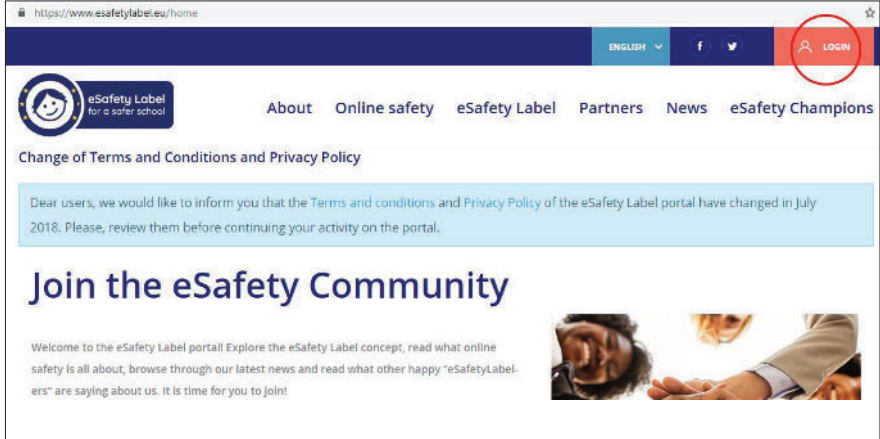 https://www.esafetylabel.eu/home
ENGLISH
f
LOGIN
eSafety Label
for a safer school
About Online safety eSafety Label Partners News eSafety Champions
Change of Terms and Conditions and Privacy Policy
Dear users, we would like to inform you that the Terms and conditions and Privacy Policy of the eSafety Label portal have changed in July
2018. Please, review them before continuing your activity on the portal.
Join the eSafety Community
Welcome to the eSafety Label portal! Explore the eSafety Label concept, read what online
safety is all about, browse through our latest news and read what other happy "eSafetyLabel-
ers" are saying about us. It is time for you to join!